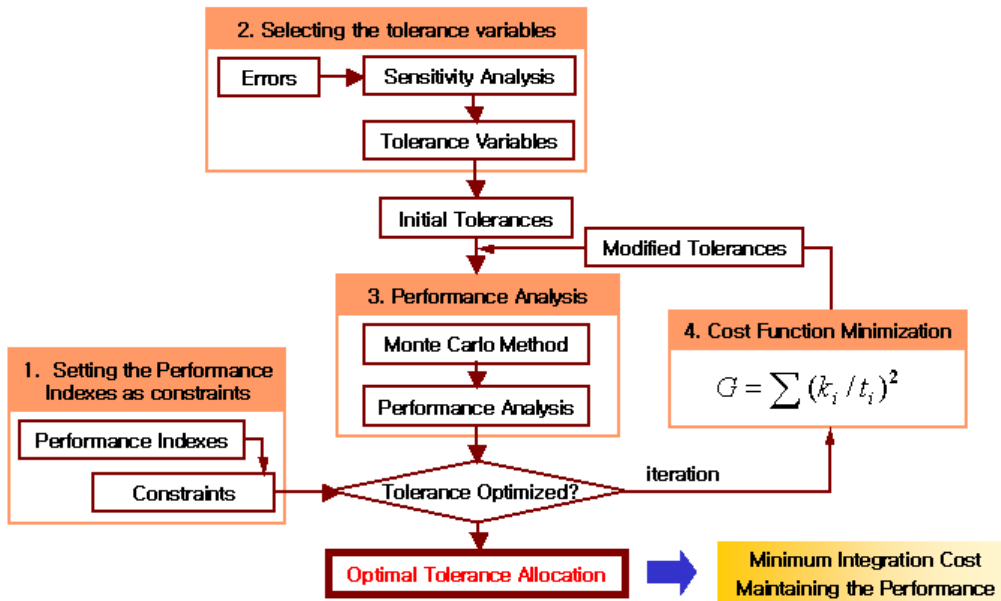 2. Selecting the tolerance variables
Errors
Sensitivity Analysis
Tolerance Variables
Initial Tolerances
Modified Tolerances
3. Performance Analysis
Monte Carlo Method
Performance Analysis
4. Cost Function Minimization
G = ∑ (k_i / t_i)^2
1. Setting the Performance
Indexes as constraints
Performance Indexes
Constraints
Tolerance Optimized?
iteration
Optimal Tolerance Allocation
Minimum Integration Cost
Maintaining the Performance